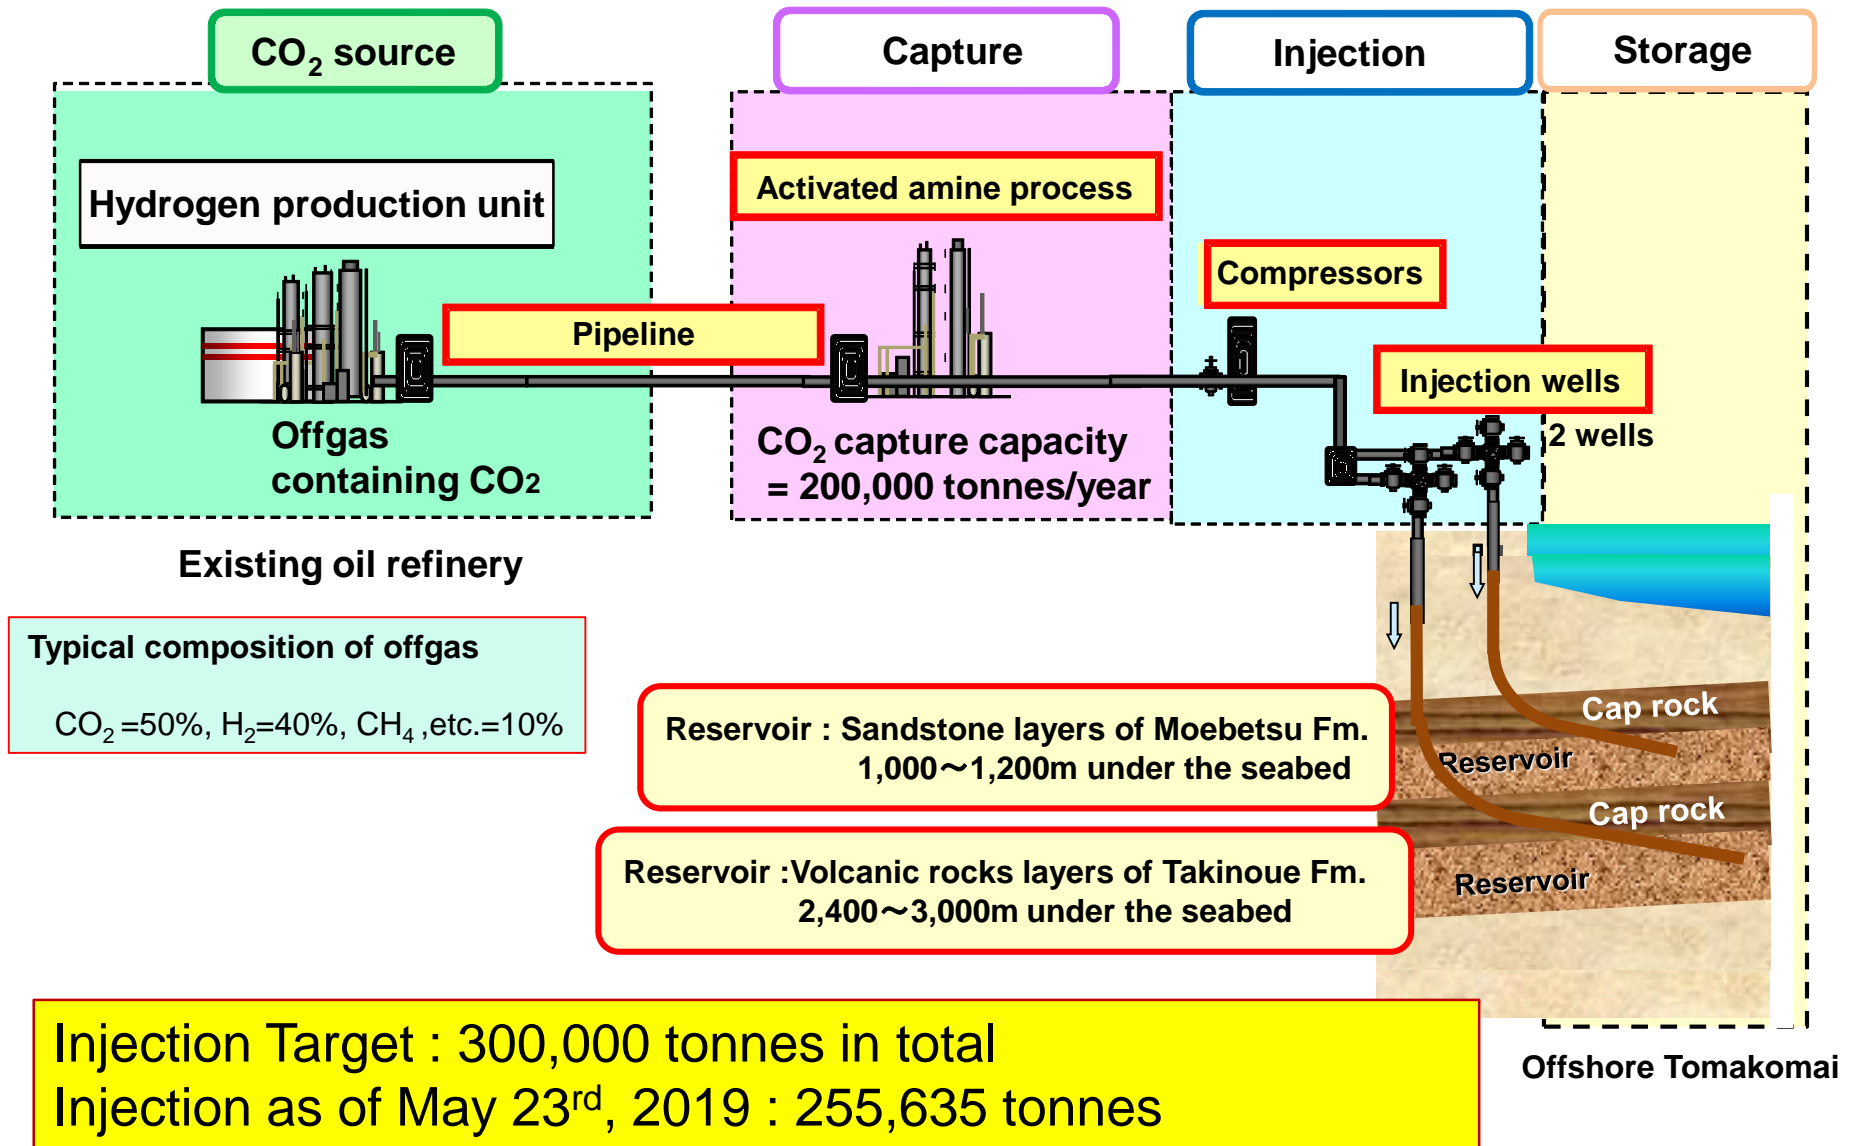 CO₂ source
Capture
Injection
Storage
Hydrogen production unit
Activated amine process
Compressors
Pipeline
Injection wells
2 wells
Offgas
containing CO2
CO₂ capture capacity
= 200,000 tonnes/year
Existing oil refinery
Typical composition of offgas
CO₂ =50%, H₂=40%, CH₄ ,etc.=10%
Reservoir : Sandstone layers of Moebetsu Fm.
1,000～1,200m under the seabed
Cap rock
Reservoir
Cap rock
Reservoir
Reservoir :Volcanic rocks layers of Takinoue Fm.
2,400～3,000m under the seabed
Injection Target : 300,000 tonnes in total
Injection as of May 23ʳᵈ, 2019 : 255,635 tonnes
Offshore Tomakomai